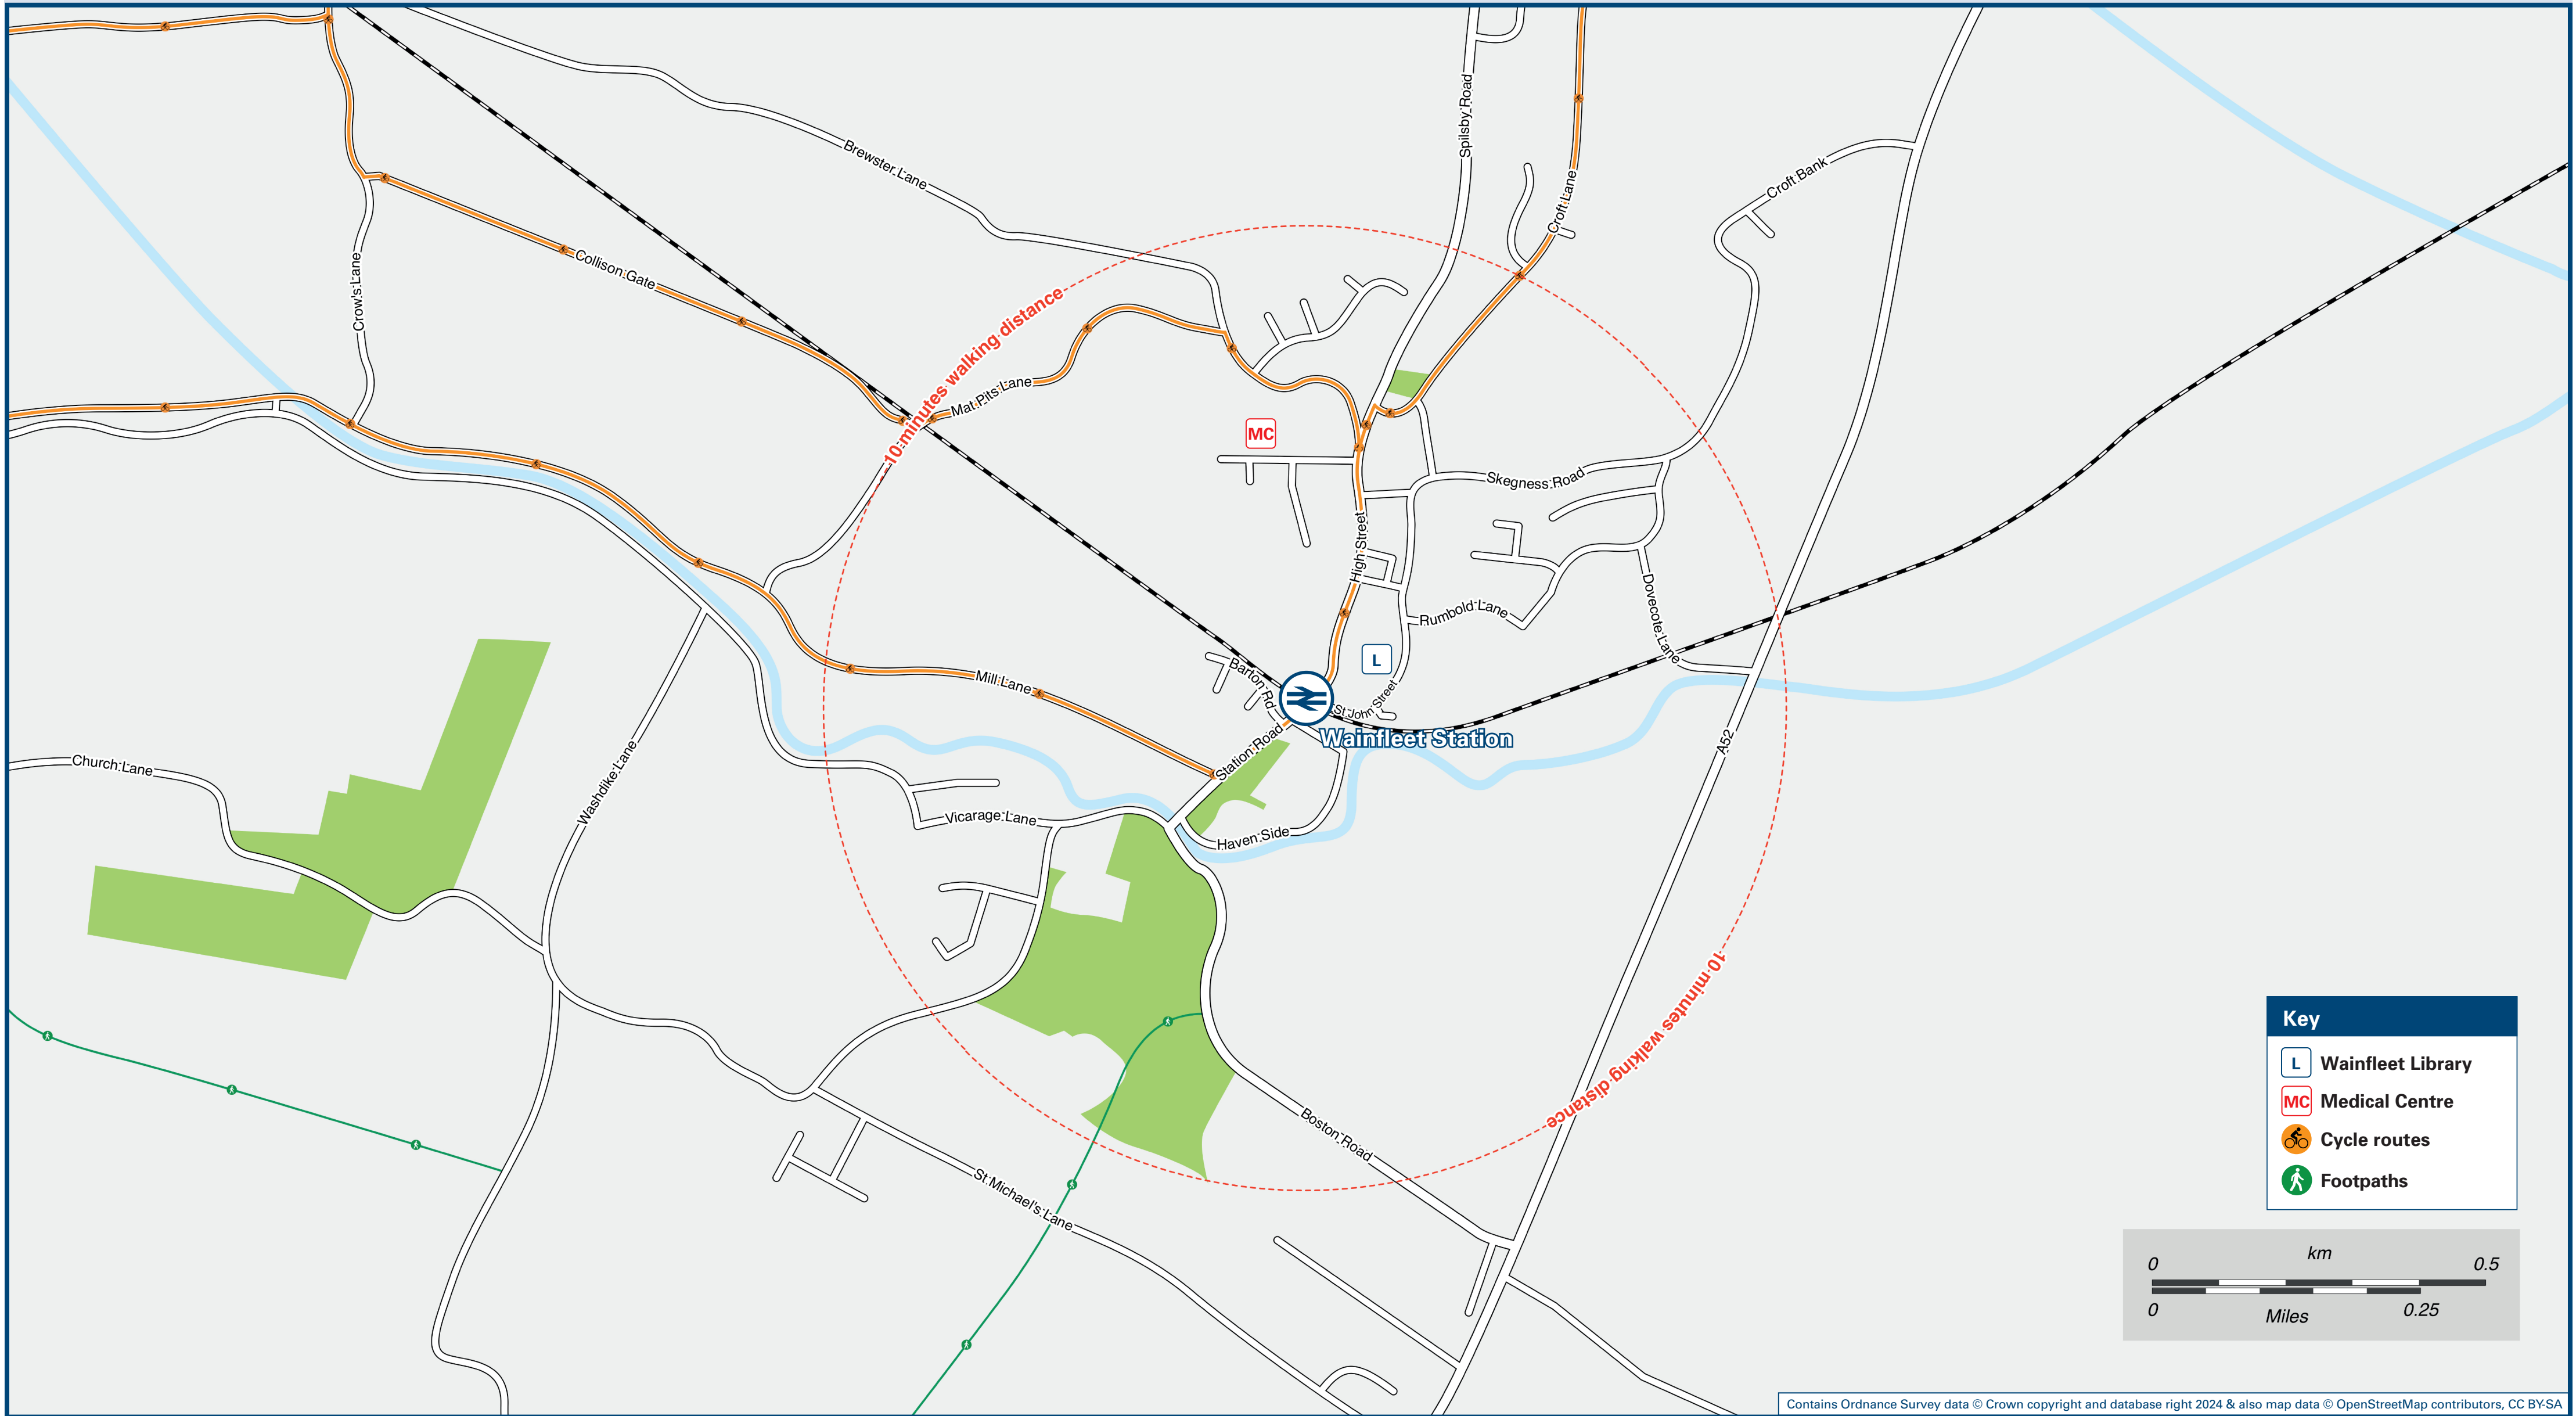 Spilsby Road
Brewster Lane
Croft Lane
Croft Bank
Collison Gate
Crow's Lane
10 minutes walking distance
Mat Pits Lane
MC
Skegness Road
High Street
Rumbold Lane
Dovecote Lane
L
Barton Rd
Mill Lane
St John Street
Station Road
Wainfleet Station
A52
Church Lane
Washdike Lane
Vicarage Lane
Haven Side
10 minutes walking distance
Boston Road
St Michael's Lane
Key
L Wainfleet Library
MC Medical Centre
Cycle routes
Footpaths
km
0 0.5
0 0.25
Miles
Contains Ordnance Survey data © Crown copyright and database right 2024 & also map data © OpenStreetMap contributors, CC BY-SA